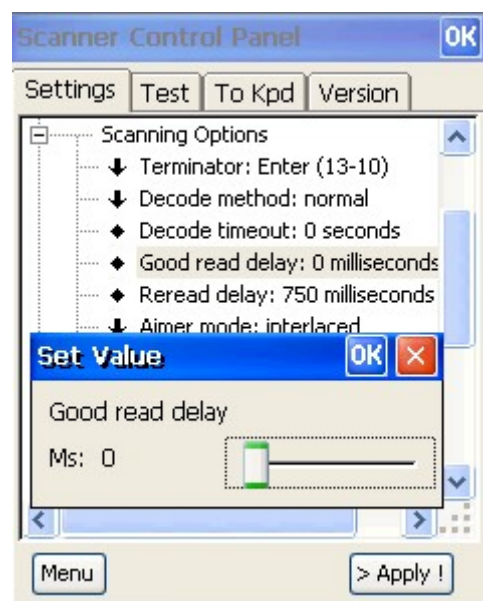 Scanner Control Panel OK
Settings Test To Kpd Version
Scanning Options
Terminator: Enter (13-10)
Decode method: normal
Decode timeout: 0 seconds
Good read delay: 0 milliseconds
Reread delay: 750 milliseconds
Aimer mode: interlaced
Set Value OK
Good read delay
Ms: 0
Menu > Apply !